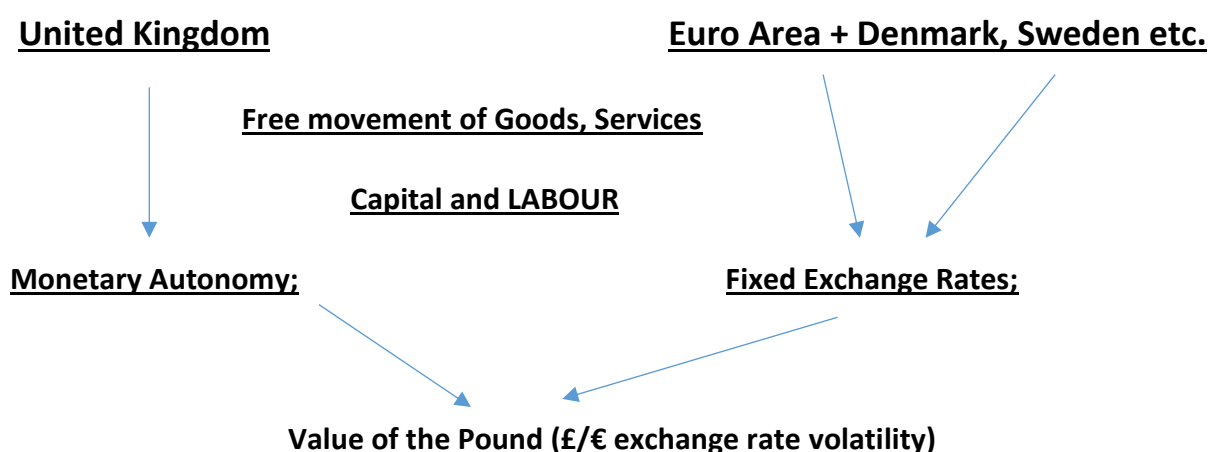 United Kingdom
Euro Area + Denmark, Sweden etc.
Free movement of Goods, Services
Capital and LABOUR
Monetary Autonomy;
Fixed Exchange Rates;
Value of the Pound (£/€ exchange rate volatility)